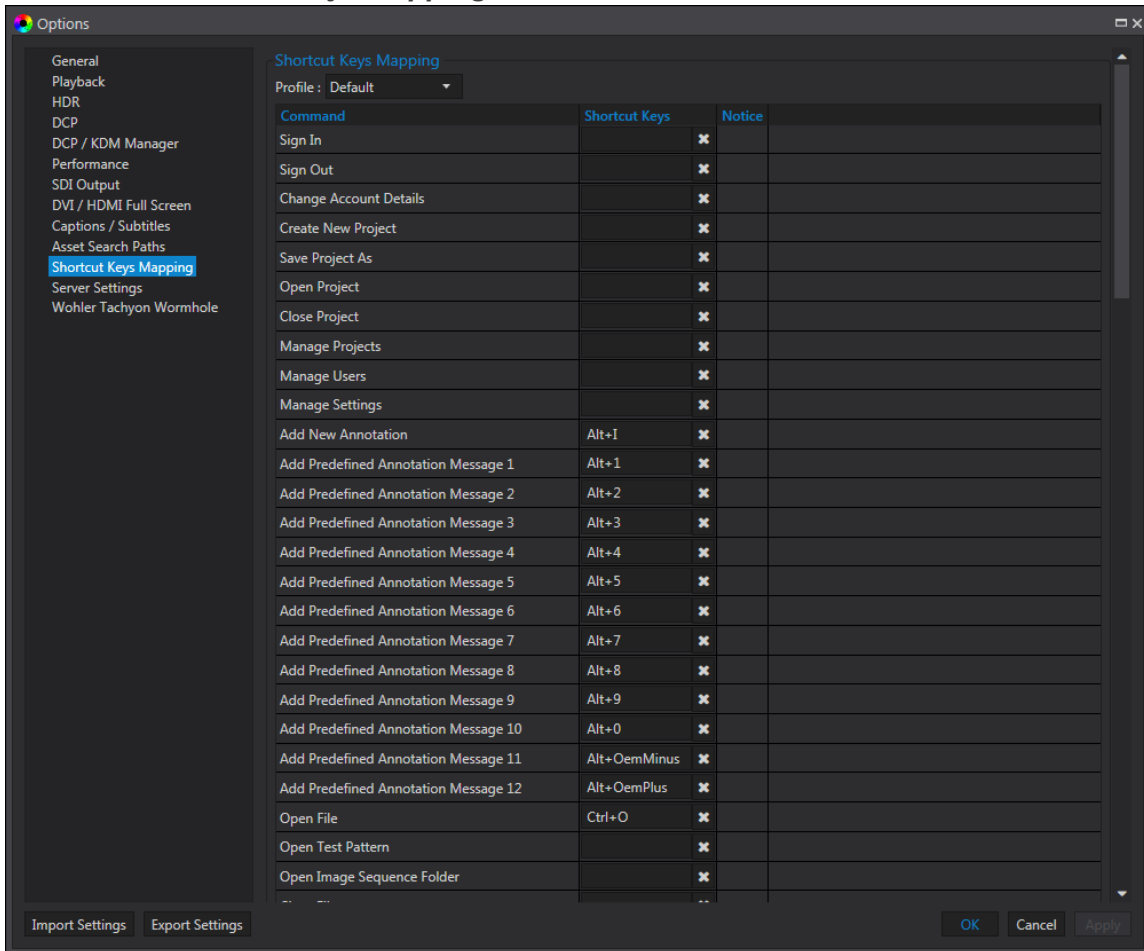 Options
General
Playback
HDR
DCP
DCP / KDM Manager
Performance
SDI Output
DVI / HDMI Full Screen
Captions / Subtitles
Asset Search Paths
Shortcut Keys Mapping
Server Settings
Wohler Tachyon Wormhole
Shortcut Keys Mapping
Profile : Default
Command Shortcut Keys Notice
Sign In
Sign Out
Change Account Details
Create New Project
Save Project As
Open Project
Close Project
Manage Projects
Manage Users
Manage Settings
Add New Annotation Alt+I
Add Predefined Annotation Message 1 Alt+1
Add Predefined Annotation Message 2 Alt+2
Add Predefined Annotation Message 3 Alt+3
Add Predefined Annotation Message 4 Alt+4
Add Predefined Annotation Message 5 Alt+5
Add Predefined Annotation Message 6 Alt+6
Add Predefined Annotation Message 7 Alt+7
Add Predefined Annotation Message 8 Alt+8
Add Predefined Annotation Message 9 Alt+9
Add Predefined Annotation Message 10 Alt+0
Add Predefined Annotation Message 11 Alt+OemMinus
Add Predefined Annotation Message 12 Alt+OemPlus
Open File Ctrl+O
Open Test Pattern
Open Image Sequence Folder
Import Settings Export Settings OK Cancel Apply